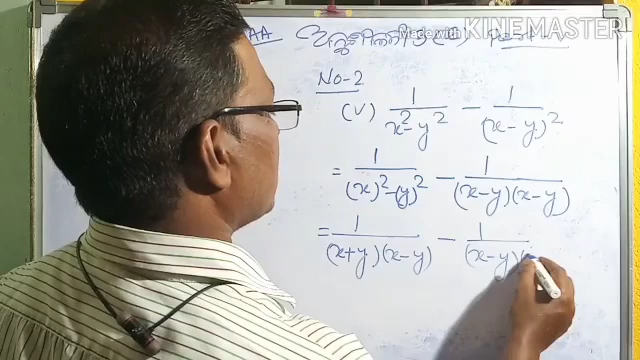 Made with KINEMASTER
No-2
(V) 1/(x²-y²) - 1/(x-y)²
= 1/((x)²-(y)²) - 1/((x-y)(x-y))
= 1/((x+y)(x-y)) - 1/((x-y)(